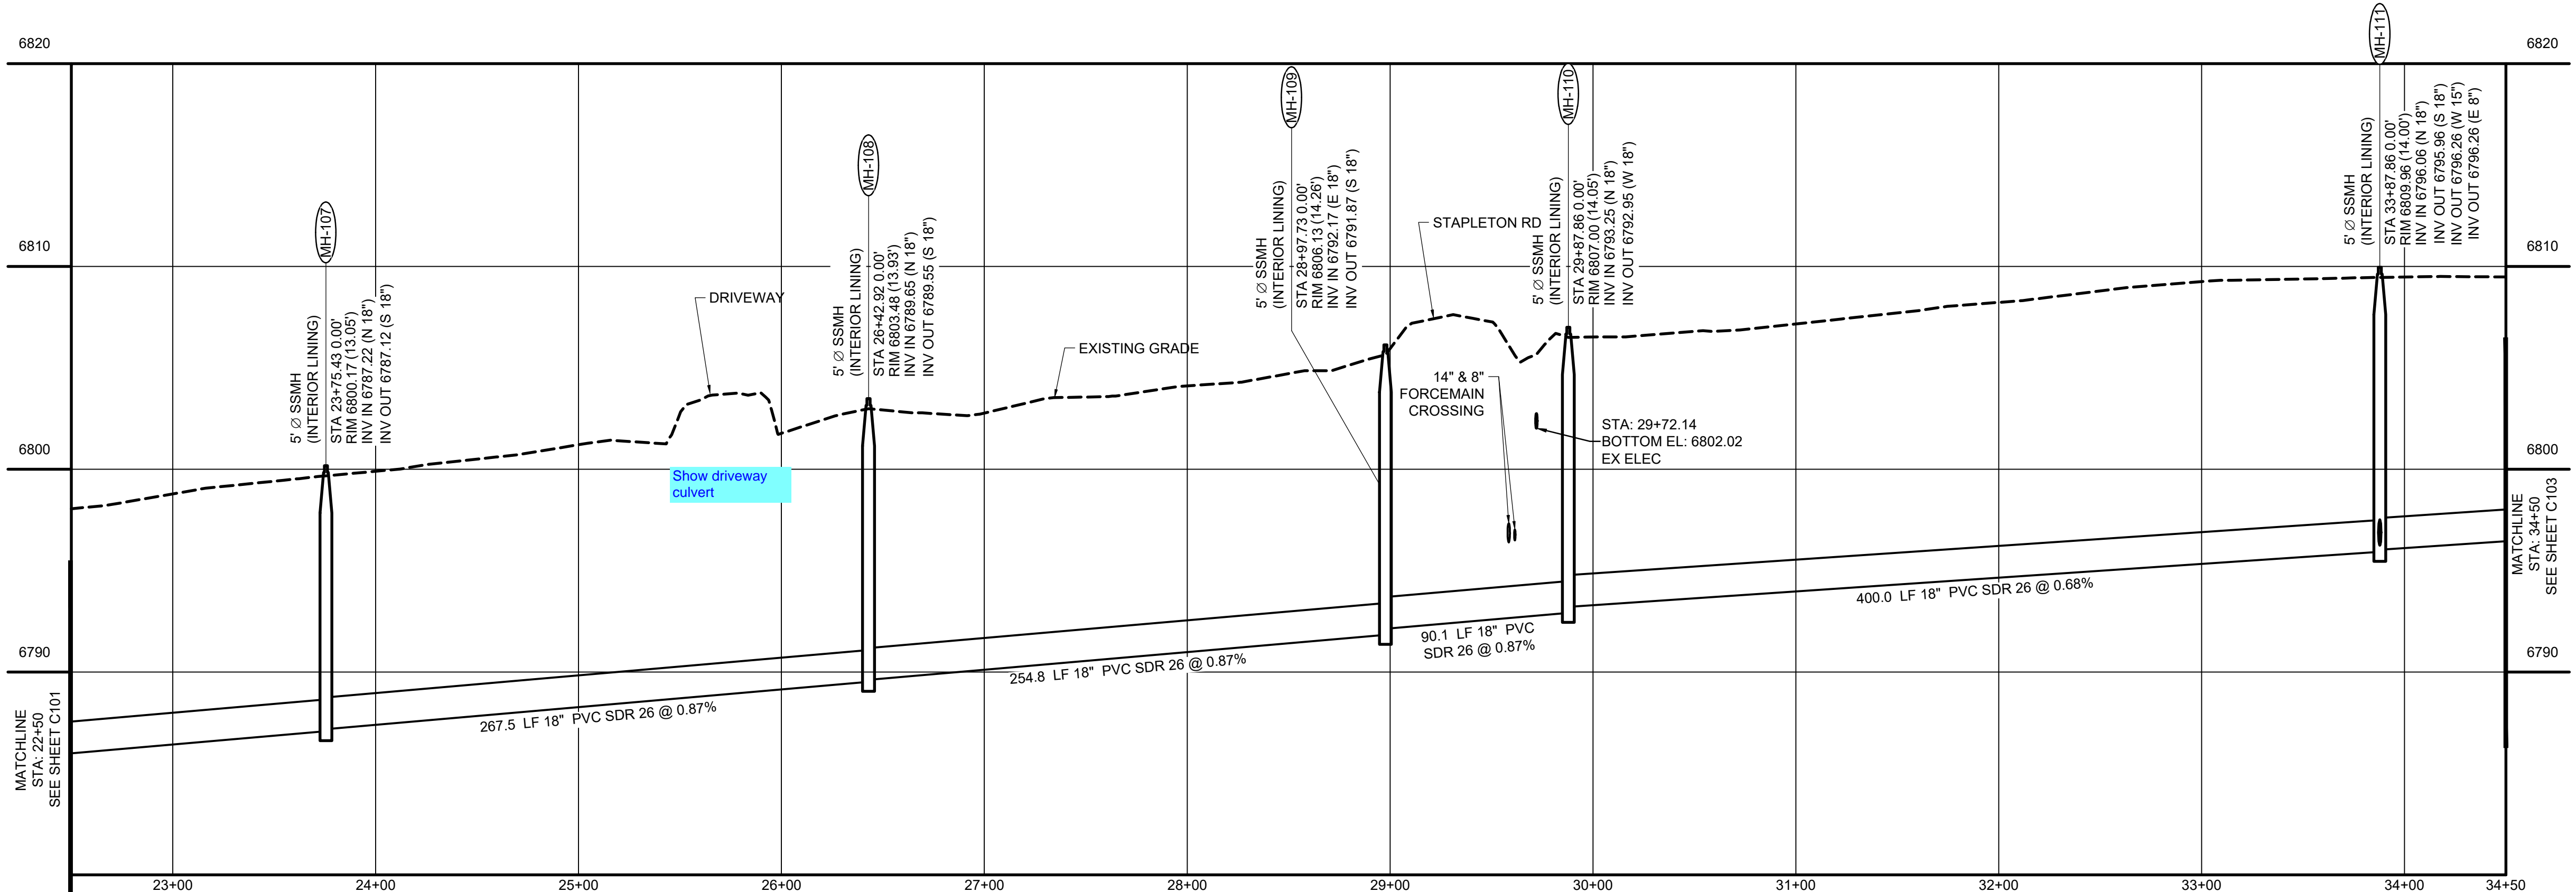 6820
6810
6800
6790
MATCHLINE
STA: 22+50
SEE SHEET C101
MH-107
5' Ø SSMH
(INTERIOR LINING)
STA 23+75.43 0.00'
RIM 6800.17 (13.05')
INV IN 6787.22 (N 18")
INV OUT 6787.12 (S 18")
DRIVEWAY
Show driveway
culvert
MH-108
5' Ø SSMH
(INTERIOR LINING)
STA 26+42.92 0.00'
RIM 6803.48 (13.93')
INV IN 6789.65 (N 18")
INV OUT 6789.55 (S 18")
EXISTING GRADE
MH-109
5' Ø SSMH
(INTERIOR LINING)
STA 28+97.73 0.00'
RIM 6806.13 (14.26')
INV IN 6792.17 (E 18")
INV OUT 6791.87 (S 18")
STAPLETON RD
14" & 8"
FORCEMAIN
CROSSING
MH-110
5' Ø SSMH
(INTERIOR LINING)
STA 29+87.86 0.00'
RIM 6807.00 (14.05')
INV IN 6793.25 (N 18")
INV OUT 6792.95 (W 18")
STA: 29+72.14
BOTTOM EL: 6802.02
EX ELEC
MH-111
5' Ø SSMH
(INTERIOR LINING)
STA 33+87.86 0.00'
RIM 6809.96 (14.00')
INV IN 6796.06 (N 18")
INV OUT 6795.96 (S 18")
INV OUT 6796.26 (W 15")
INV OUT 6796.26 (E 8")
267.5 LF 18" PVC SDR 26 @ 0.87%
254.8 LF 18" PVC SDR 26 @ 0.87%
90.1 LF 18" PVC
SDR 26 @ 0.87%
400.0 LF 18" PVC SDR 26 @ 0.68%
6820
6810
6800
6790
MATCHLINE
STA: 34+50
SEE SHEET C103
23+00
24+00
25+00
26+00
27+00
28+00
29+00
30+00
31+00
32+00
33+00
34+00
34+50